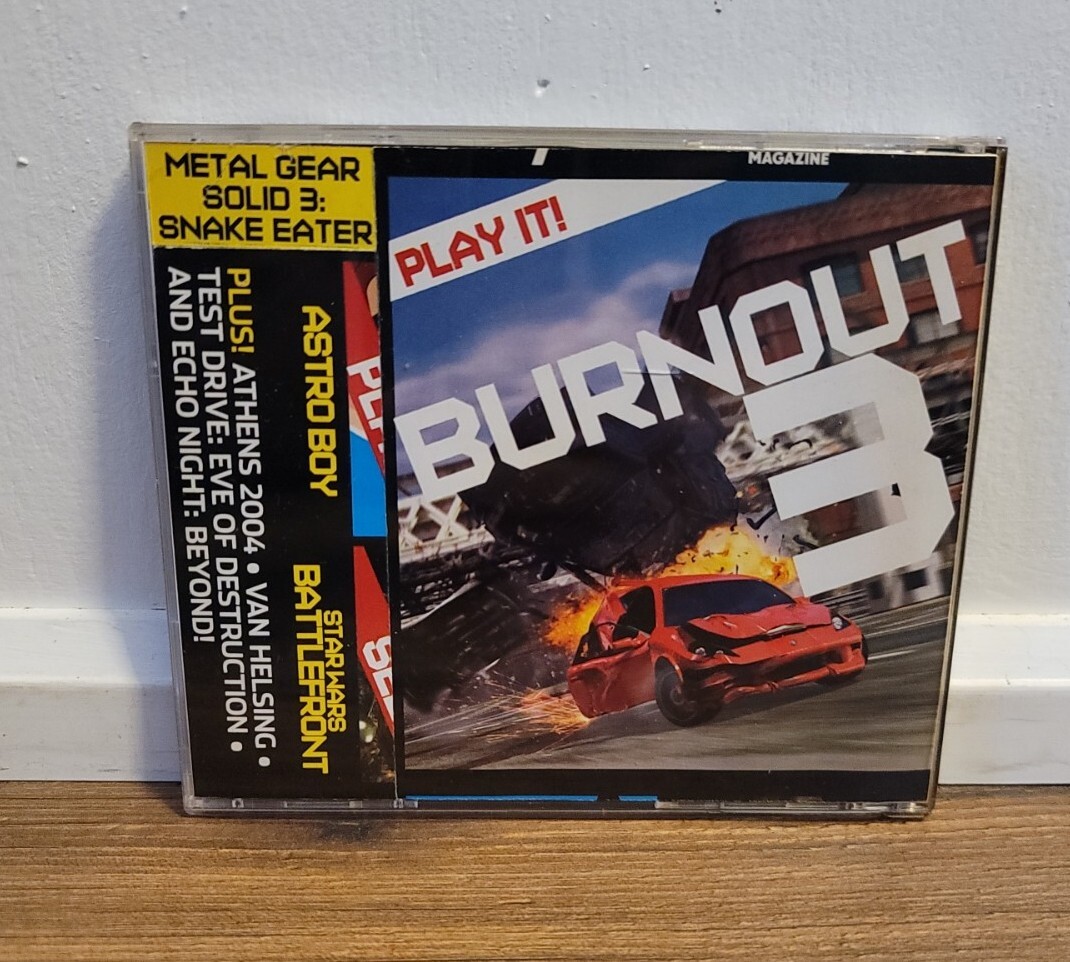 METAL GEAR
SOLID 3:
SNAKE EATER
MAGAZINE
PLAY IT!
BURNOUT
3
ASTRO BOY
STAR WARS
BATTLEFRONT
PLUS! ATHENS 2004 • VAN HELSING •
TEST DRIVE: EVE OF DESTRUCTION •
AND ECHO NIGHT: BEYOND!